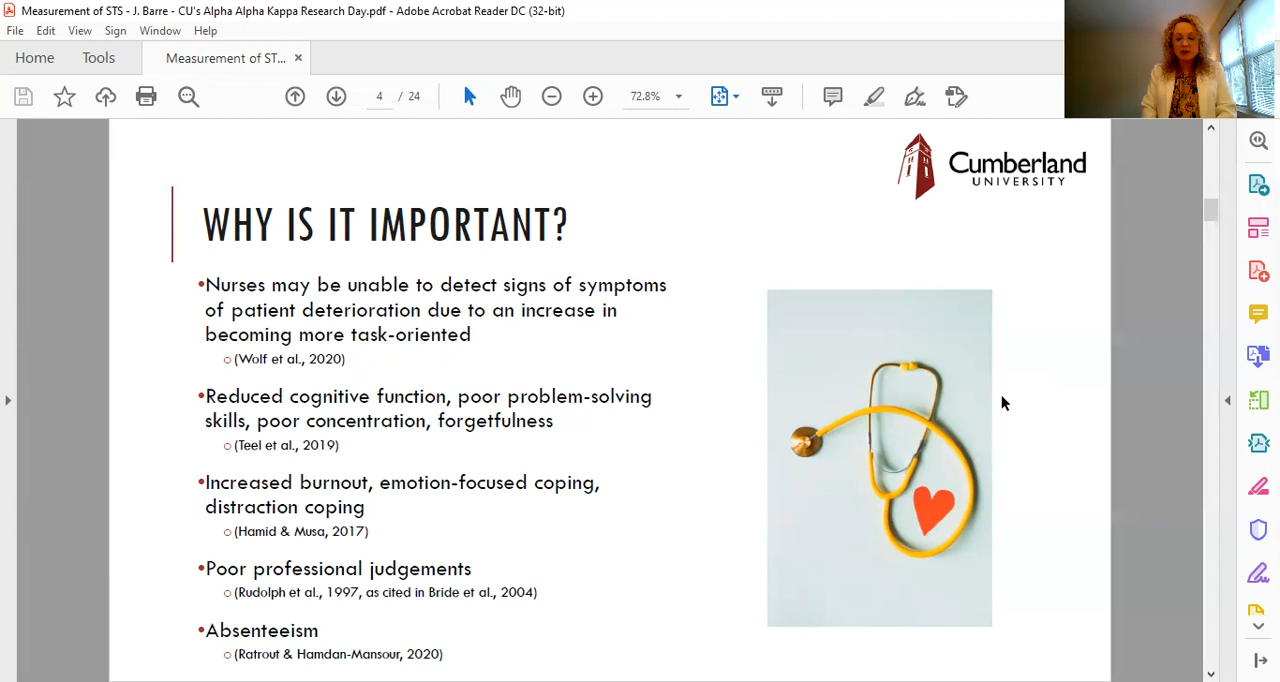 Measurement of STS - J. Barre - CU's Alpha Alpha Kappa Research Day.pdf - Adobe Acrobat Reader DC (32-bit)
File Edit View Sign Window Help
Home Tools Measurement of ST... ×
4 / 24 72.8%
Cumberland
UNIVERSITY
WHY IS IT IMPORTANT?
•Nurses may be unable to detect signs of symptoms
of patient deterioration due to an increase in
becoming more task-oriented
○(Wolf et al., 2020)
•Reduced cognitive function, poor problem-solving
skills, poor concentration, forgetfulness
○(Teel et al., 2019)
•Increased burnout, emotion-focused coping,
distraction coping
○(Hamid & Musa, 2017)
•Poor professional judgements
○(Rudolph et al., 1997, as cited in Bride et al., 2004)
•Absenteeism
○(Ratrout & Hamdan-Mansour, 2020)